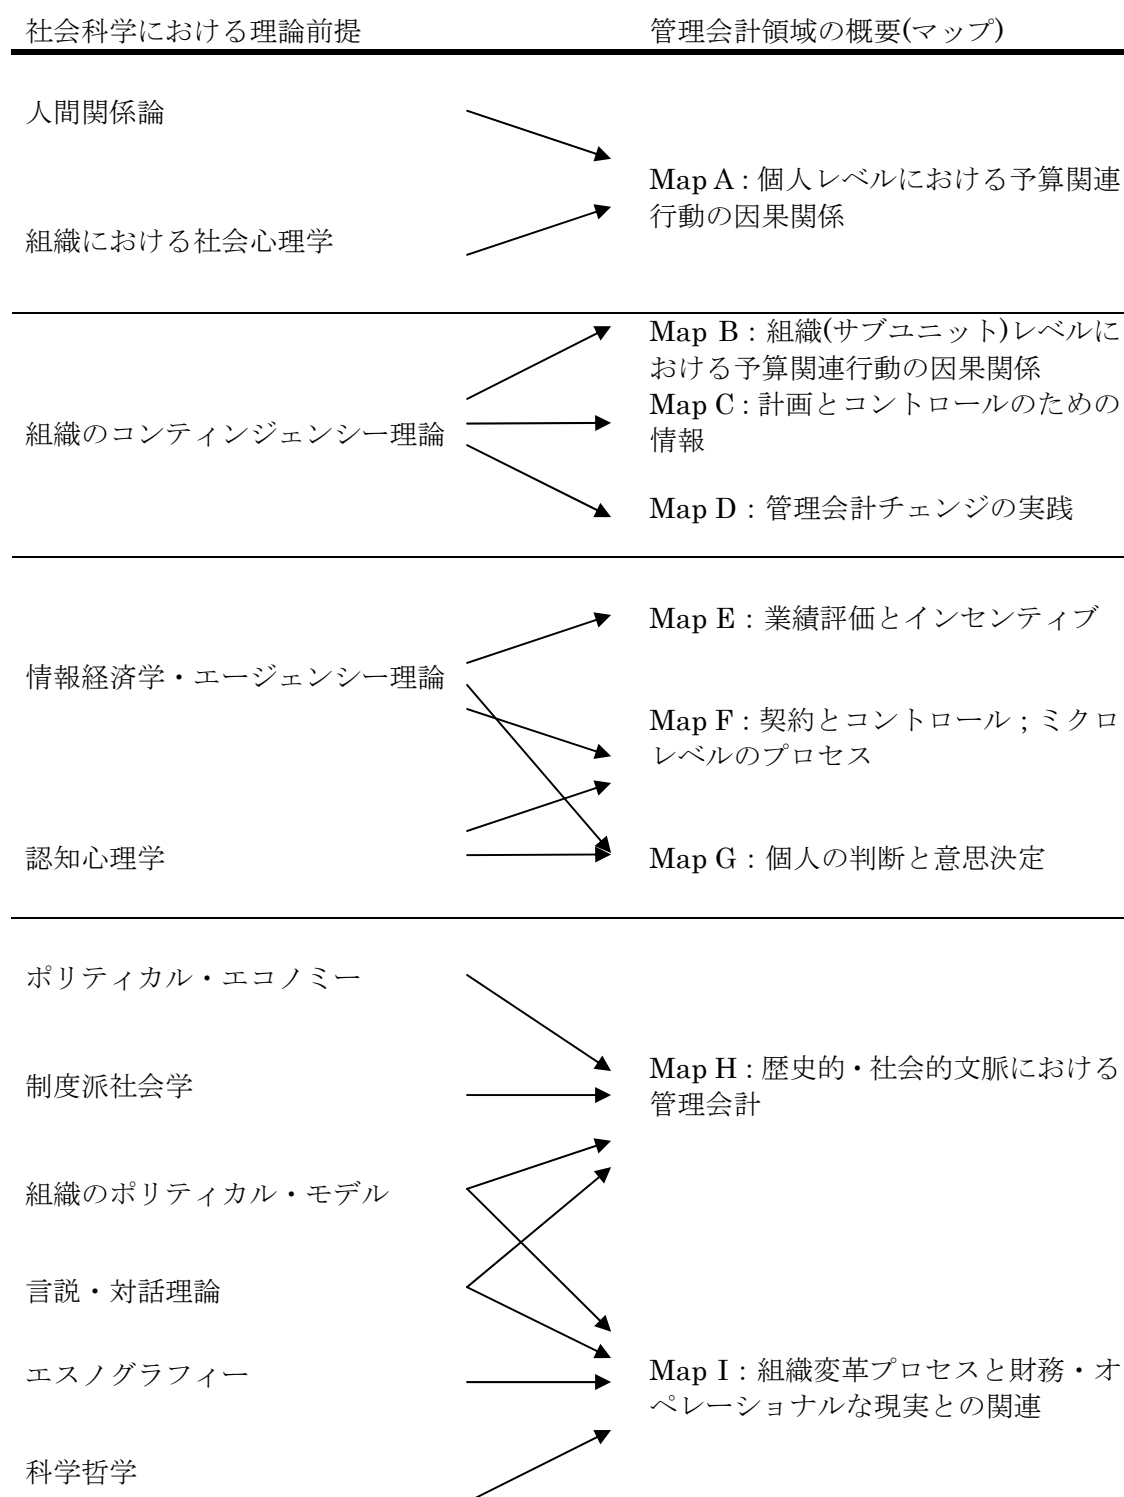 社会科学における理論前提
管理会計領域の概要(マップ)
人間関係論
Map A：個人レベルにおける予算関連
行動の因果関係
組織における社会心理学
Map B：組織(サブユニット)レベルに
おける予算関連行動の因果関係
Map C：計画とコントロールのための
情報
組織のコンティンジェンシー理論
Map D：管理会計チェンジの実践
Map E：業績評価とインセンティブ
情報経済学・エージェンシー理論
Map F：契約とコントロール；ミクロ
レベルのプロセス
認知心理学
Map G：個人の判断と意思決定
ポリティカル・エコノミー
制度派社会学
Map H：歴史的・社会的文脈における
管理会計
組織のポリティカル・モデル
言説・対話理論
エスノグラフィー
Map I：組織変革プロセスと財務・オ
ペレーショナルな現実との関連
科学哲学